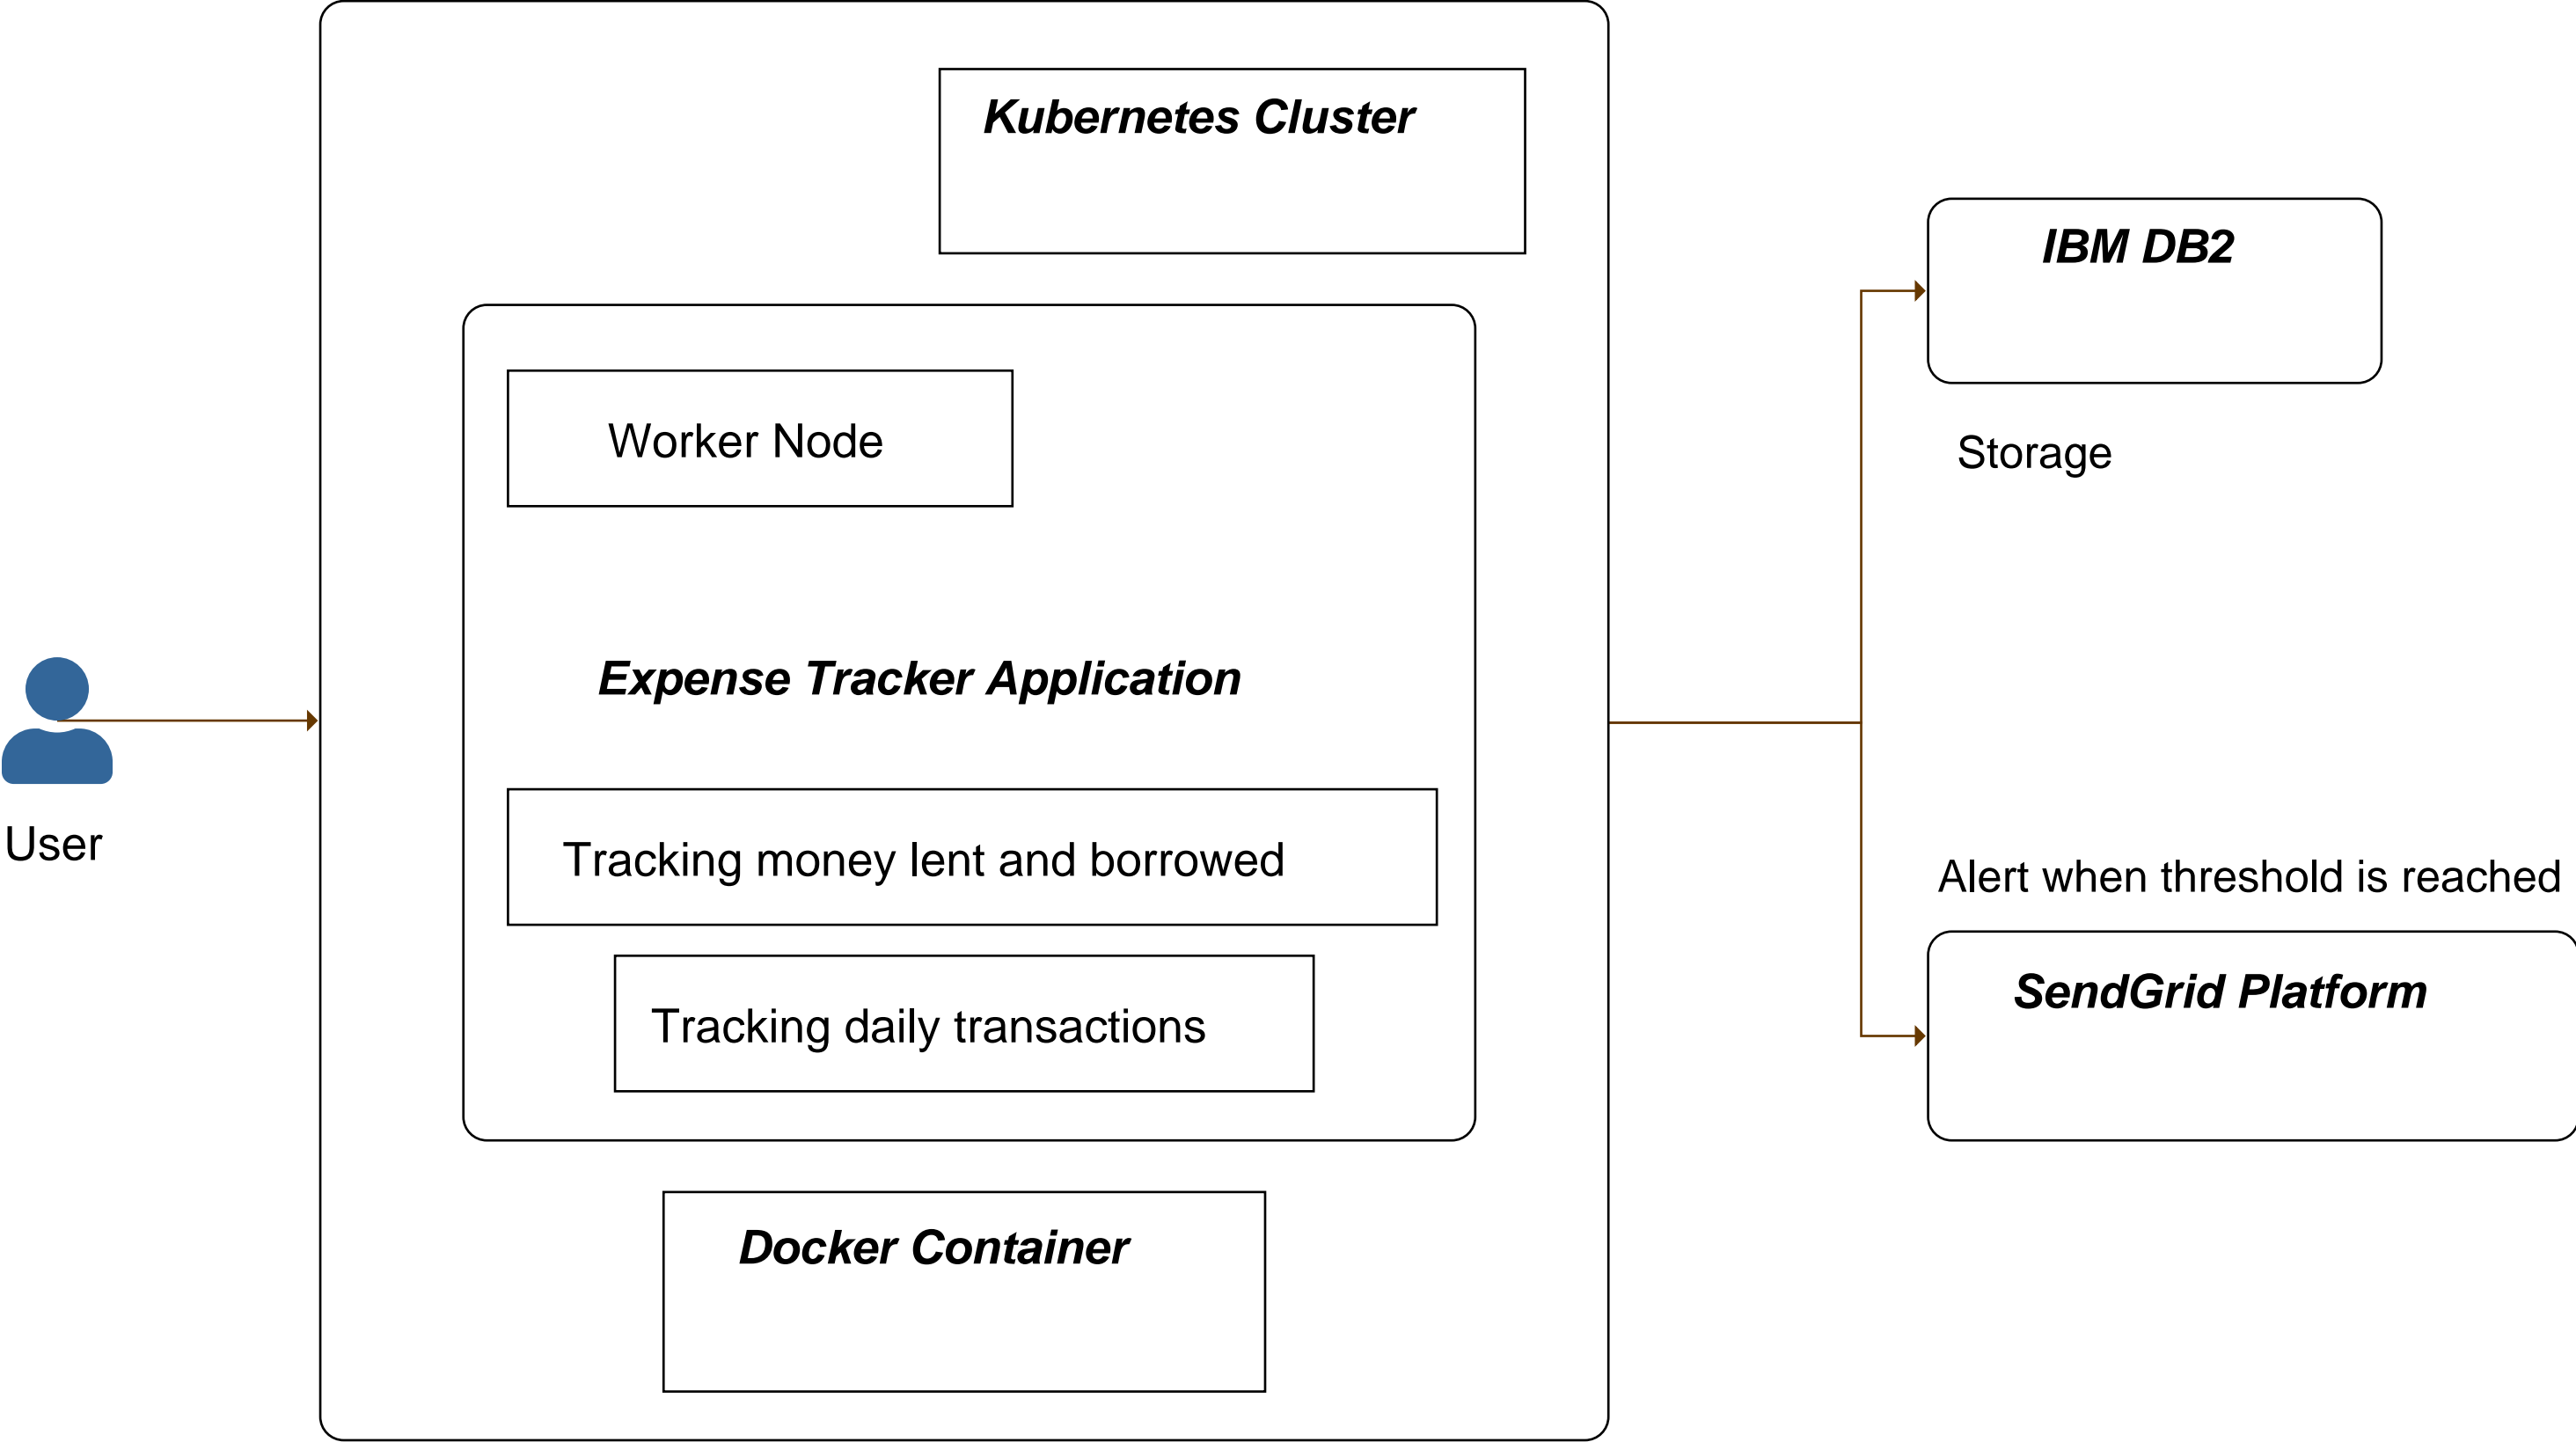 Kubernetes Cluster
IBM DB2
Worker Node
Storage
Expense Tracker Application
User
Tracking money lent and borrowed
Alert when threshold is reached
SendGrid Platform
Tracking daily transactions
Docker Container